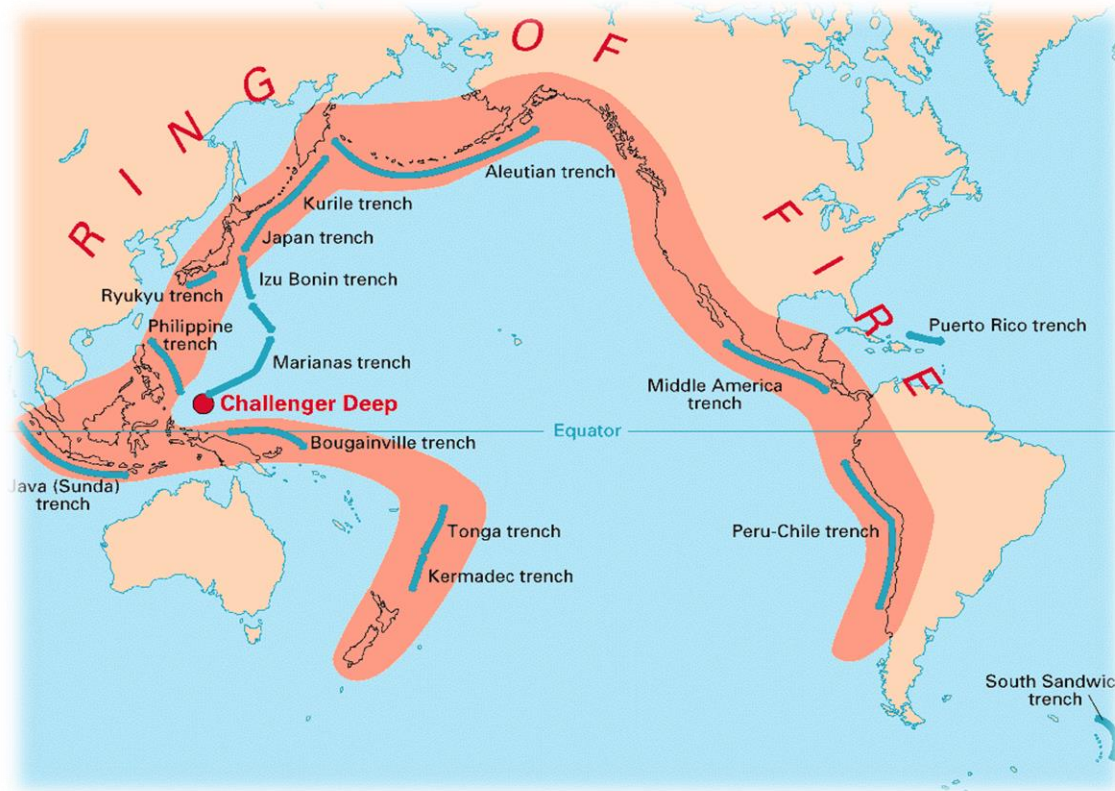 RING OF FIRE
Aleutian trench
Kurile trench
Japan trench
Izu Bonin trench
Ryukyu trench
Philippine
trench
Marianas trench
Challenger Deep
Puerto Rico trench
Middle America
trench
Equator
Bougainville trench
Java (Sunda)
trench
Tonga trench
Kermadec trench
Peru-Chile trench
South Sandwic
trench